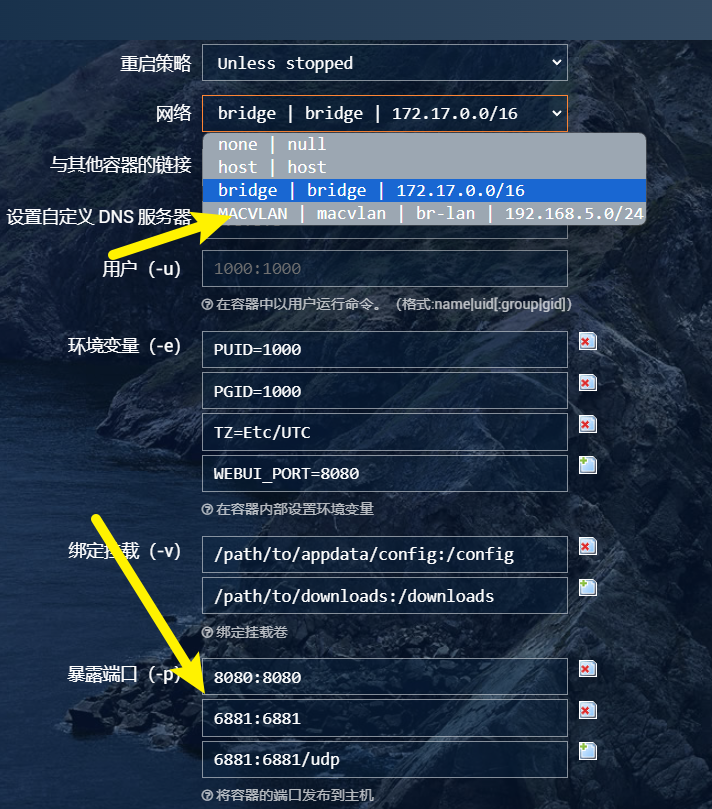 重启策略 Unless stopped
网络 bridge | bridge | 172.17.0.0/16
none | null
与其他容器的链接 host | host
bridge | bridge | 172.17.0.0/16
设置自定义 DNS 服务器 MACVLAN | macvlan | br-lan | 192.168.5.0/24
用户（-u） 1000:1000
在容器中以用户运行命令。（格式:name|uid[:group|gid]）
环境变量（-e） PUID=1000
PGID=1000
TZ=Etc/UTC
WEBUI_PORT=8080
在容器内部设置环境变量
绑定挂载（-v） /path/to/appdata/config:/config
/path/to/downloads:/downloads
绑定挂载卷
暴露端口（-p） 8080:8080
6881:6881
6881:6881/udp
将容器的端口发布到主机